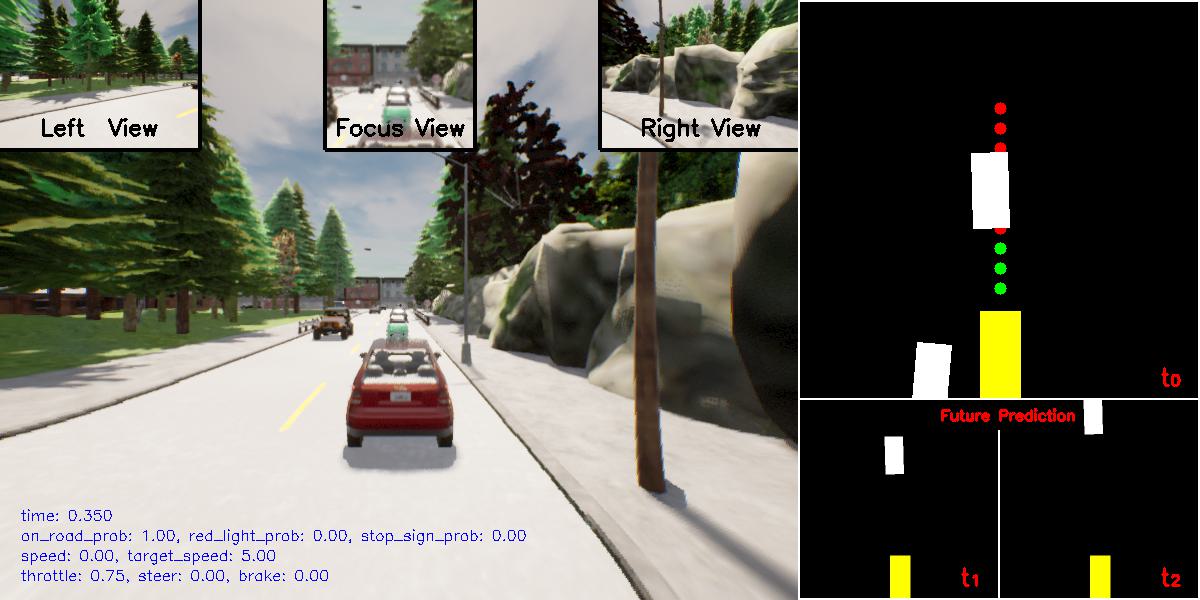 Left View
Focus View
Right View
t0
Future Prediction
t1
t2
time: 0.350
on_road_prob: 1.00, red_light_prob: 0.00, stop_sign_prob: 0.00
speed: 0.00, target_speed: 5.00
throttle: 0.75, steer: 0.00, brake: 0.00